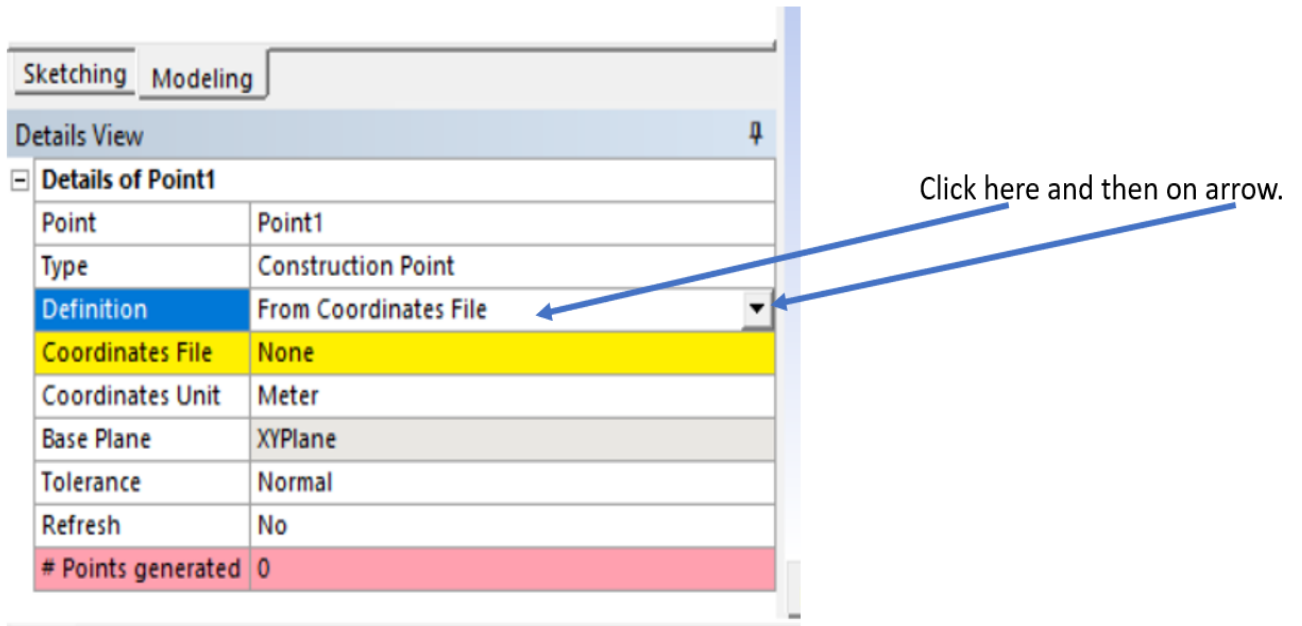 Sketching Modeling
Details View
Details of Point1
Point Point1
Type Construction Point
Click here and then on arrow.
Definition From Coordinates File
Coordinates File None
Coordinates Unit Meter
Base Plane XYPlane
Tolerance Normal
Refresh No
# Points generated 0